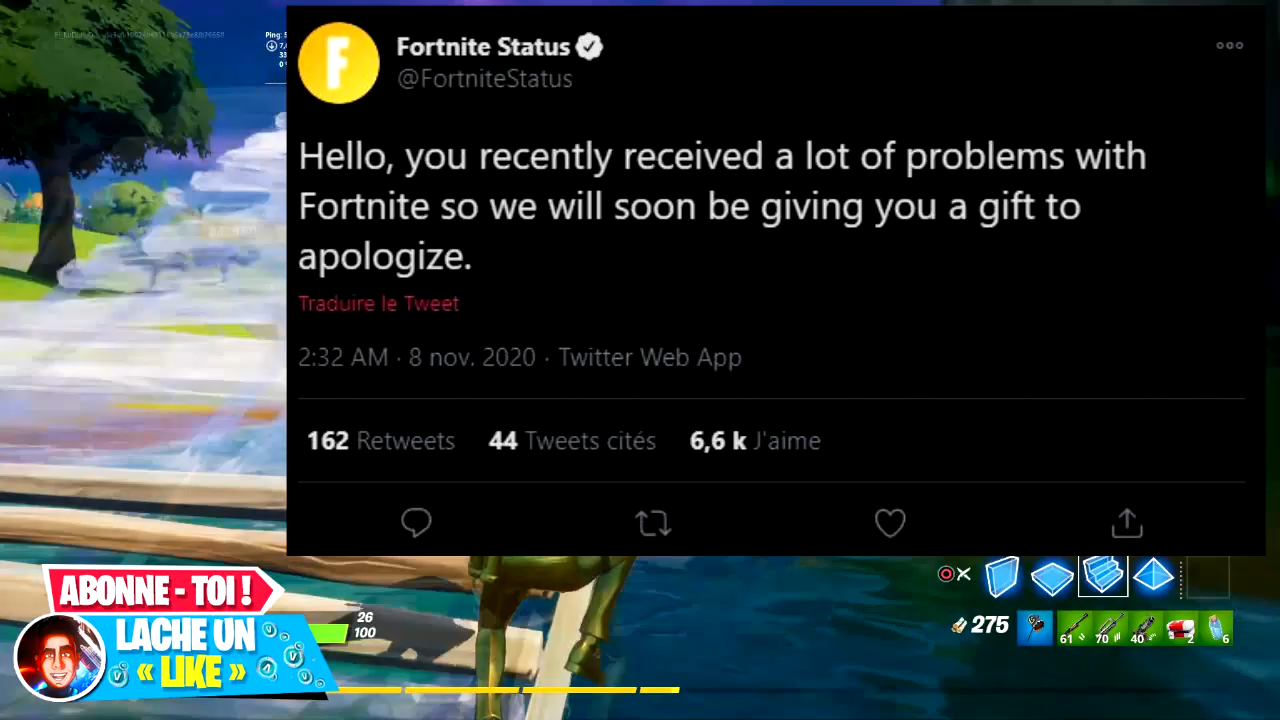 Fortnite Status
@FortniteStatus
Hello, you recently received a lot of problems with
Fortnite so we will soon be giving you a gift to
apologize.
Traduire le Tweet
2:32 AM · 8 nov. 2020 · Twitter Web App
162 Retweets 44 Tweets cités 6,6 k J'aime
ABONNE-TOI !
LACHE UN
« LIKE »
26
100
275
61 70 40 2 6